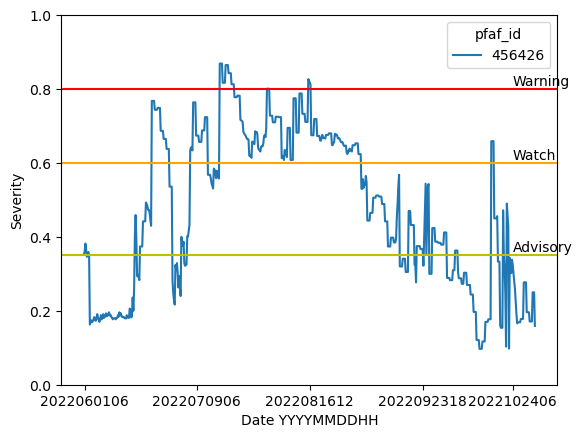 pfaf_id
456426
1.0
0.8
0.6
0.4
0.2
0.0
Severity
Warning
Watch
Advisory
2022060106
2022070906
2022081612
2022092318
2022102406
Date YYYYMMDDHH